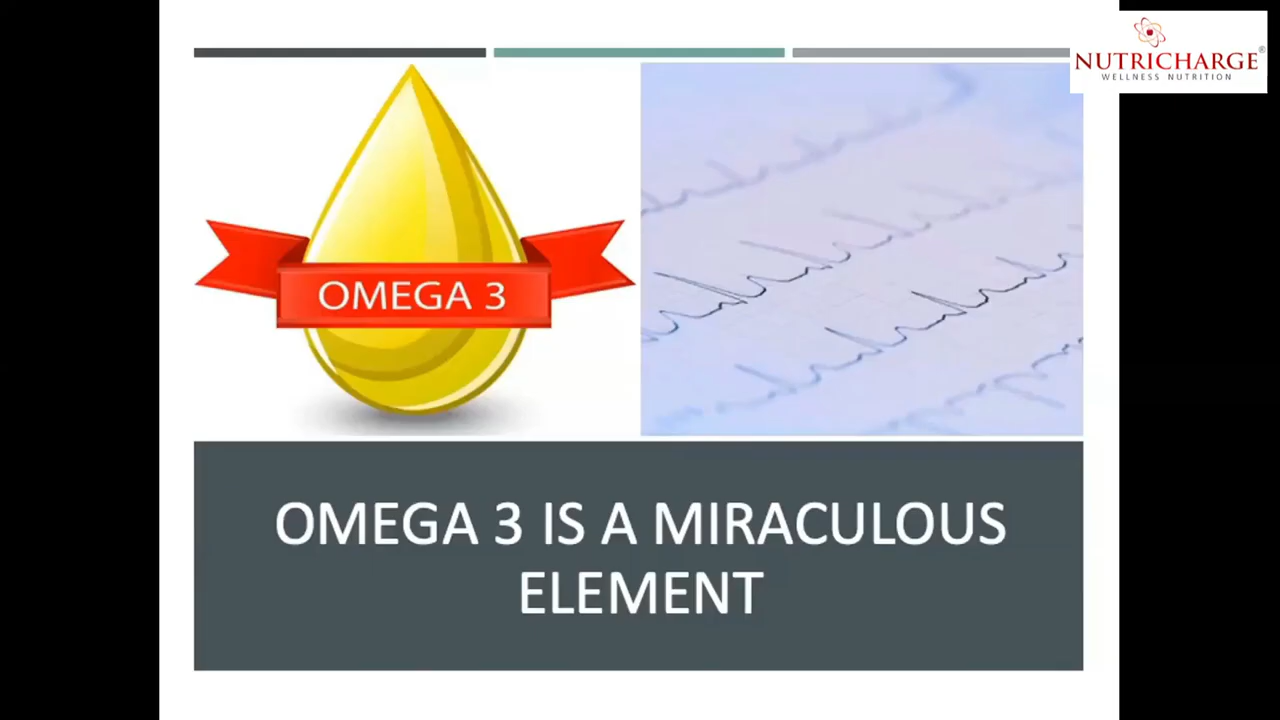 NUTRICHARGE®
WELLNESS NUTRITION
OMEGA 3
OMEGA 3 IS A MIRACULOUS
ELEMENT